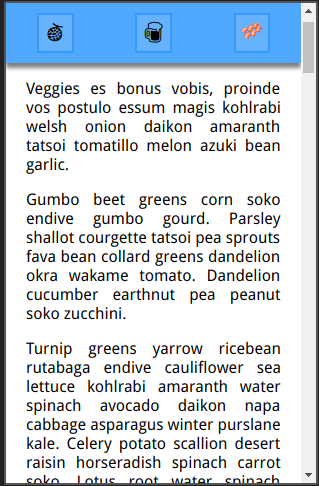 Veggies es bonus vobis, proinde
vos postulo essum magis kohlrabi
welsh onion daikon amaranth
tatsoi tomatillo melon azuki bean
garlic.
Gumbo beet greens corn soko
endive gumbo gourd. Parsley
shallot courgette tatsoi pea sprouts
fava bean collard greens dandelion
okra wakame tomato. Dandelion
cucumber earthnut pea peanut
soko zucchini.
Turnip greens yarrow ricebean
rutabaga endive cauliflower sea
lettuce kohlrabi amaranth water
spinach avocado daikon napa
cabbage asparagus winter purslane
kale. Celery potato scallion desert
raisin horseradish spinach carrot
soko. Lotus root water spinach